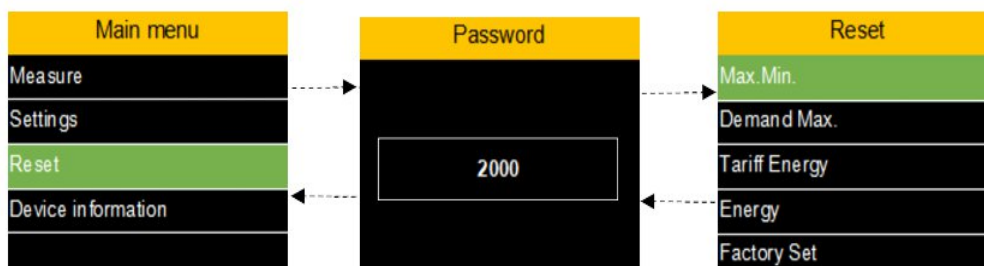 Main menu
Measure
Settings
Reset
Device information
Password
2000
Reset
Max.Min.
Demand Max.
Tariff Energy
Energy
Factory Set